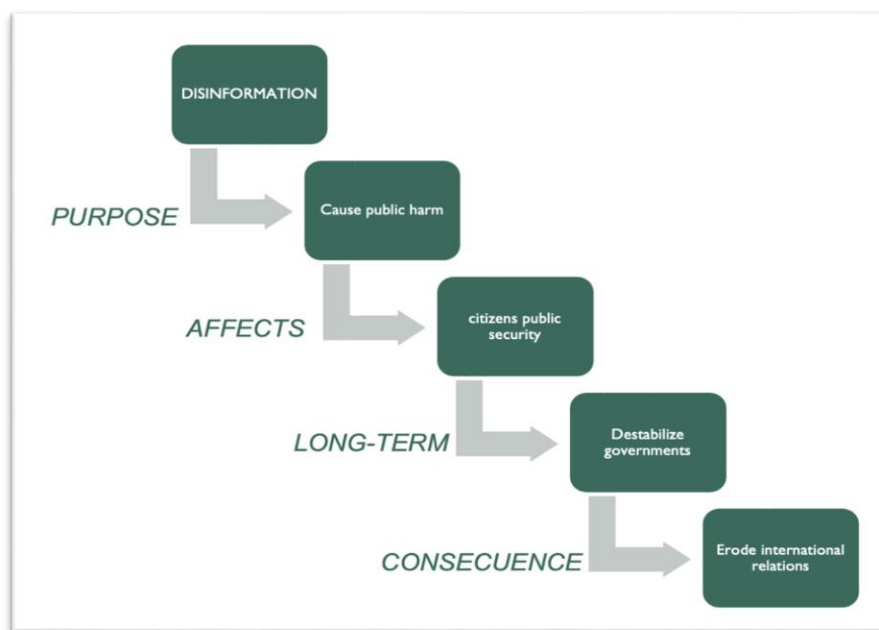 DISINFORMATION
PURPOSE
Cause public harm
AFFECTS
citizens public
security
LONG-TERM
Destabilize
governments
CONSECUENCE
Erode international
relations